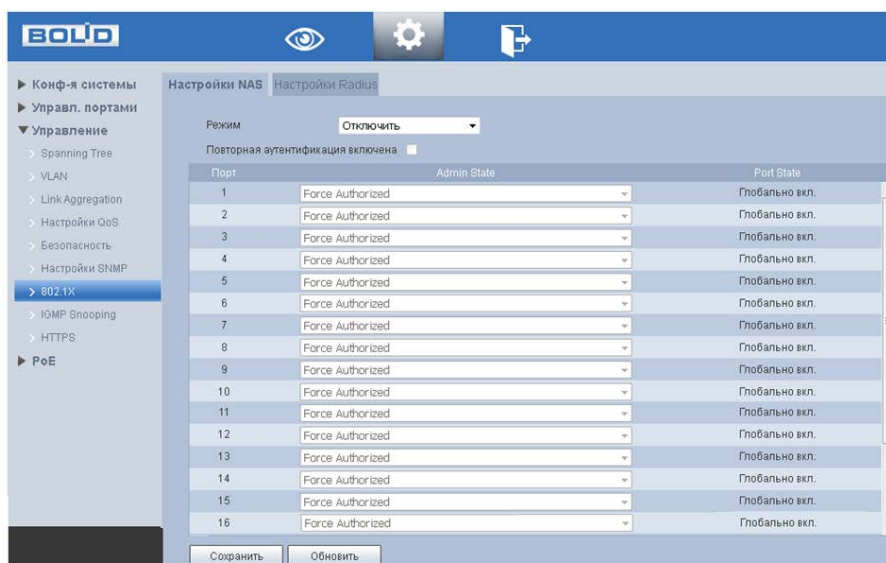 BOLID
Конф-я системы
Управл. портами
Управление
Spanning Tree
VLAN
Link Aggregation
Настройки QoS
Безопасность
Настройки SNMP
802.1X
IGMP Snooping
HTTPS
PoE
Настройки NAS Настройки Radius
Режим Отключить
Повторная аутентификация включена
Порт Admin State Port State
1 Force Authorized Глобально вкл.
2 Force Authorized Глобально вкл.
3 Force Authorized Глобально вкл.
4 Force Authorized Глобально вкл.
5 Force Authorized Глобально вкл.
6 Force Authorized Глобально вкл.
7 Force Authorized Глобально вкл.
8 Force Authorized Глобально вкл.
9 Force Authorized Глобально вкл.
10 Force Authorized Глобально вкл.
11 Force Authorized Глобально вкл.
12 Force Authorized Глобально вкл.
13 Force Authorized Глобально вкл.
14 Force Authorized Глобально вкл.
15 Force Authorized Глобально вкл.
16 Force Authorized Глобально вкл.
Сохранить Обновить